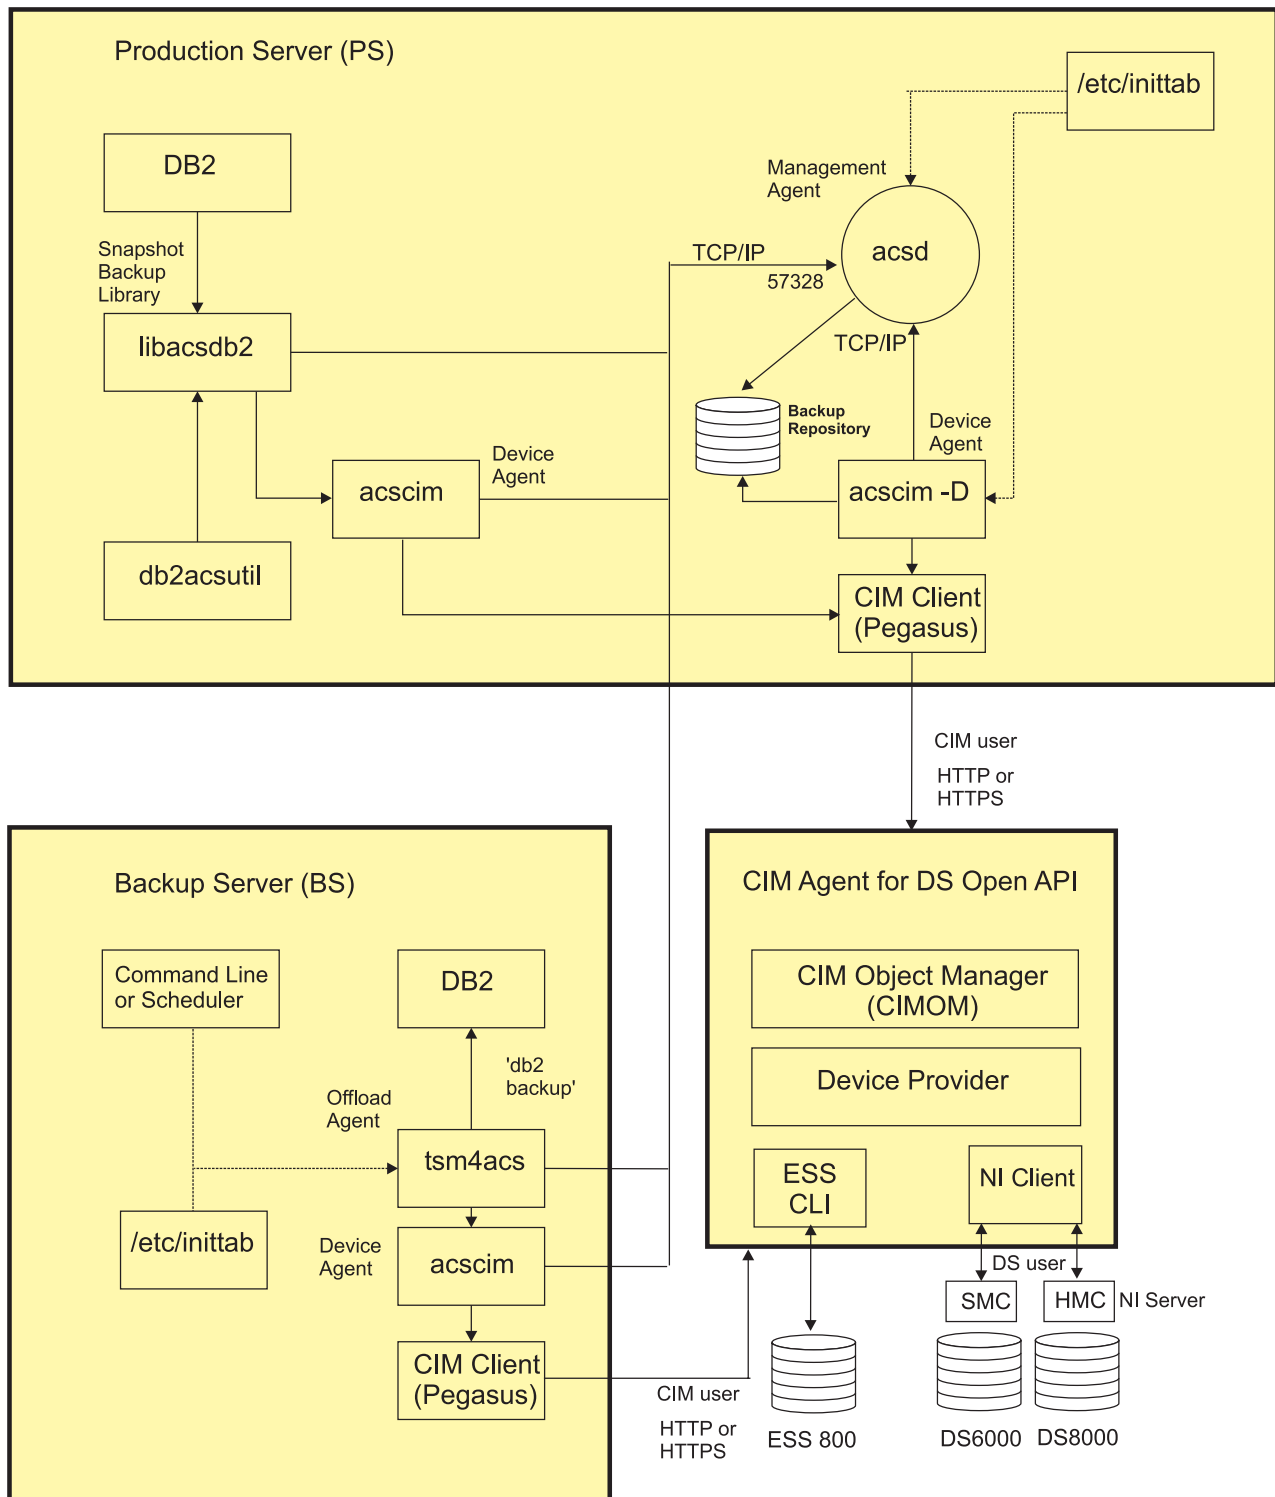 Production Server (PS)
/etc/inittab
DB2
Management
Agent
Snapshot
Backup
Library
TCP/IP
57328
acsd
libacsdb2
TCP/IP
Backup
Repository
Device
Agent
Device
Agent
acscim
acscim -D
db2acsutil
CIM Client
(Pegasus)
CIM user
HTTP or
HTTPS
Backup Server (BS)
CIM Agent for DS Open API
Command Line
or Scheduler
DB2
CIM Object Manager
(CIMOM)
'db2
backup'
Device Provider
Offload
Agent
tsm4acs
ESS
CLI
NI Client
/etc/inittab
Device
Agent
acscim
DS user
SMC
HMC
NI Server
CIM Client
(Pegasus)
CIM user
HTTP or
HTTPS
ESS 800
DS6000
DS8000